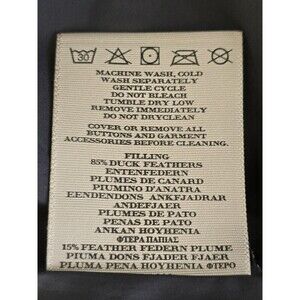 30
MACHINE WASH, COLD
WASH SEPARATELY
GENTLE CYCLE
DO NOT BLEACH
TUMBLE DRY LOW
REMOVE IMMEDIATELY
DO NOT DRYCLEAN
COVER OR REMOVE ALL
BUTTONS AND GARMENT
ACCESSORIES BEFORE CLEANING.
FILLING
85% DUCK FEATHERS
ENTENFEDERN
PLUMES DE CANARD
PIUMINO D'ANATRA
EENDENDONS ANKFJADRAR
ANDEFJAER
PLUMES DE PATO
PENAS DE PATO
ANKAN HOYHENIA
ΦΤΕΡΑ ΠΑΠΙΑΣ
15% FEATHER FEDERN PLUME
PIUMA DONS FJADER FJAER
PLUMA PENA HOYHENIA ΦΤΕΡΟ